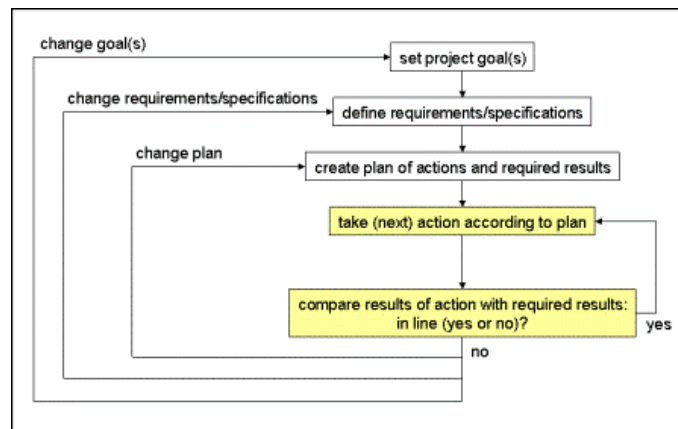 change goal(s)
set project goal(s)
change requirements/specifications
define requirements/specifications
change plan
create plan of actions and required results
take (next) action according to plan
compare results of action with required results:
in line (yes or no)?
yes
no